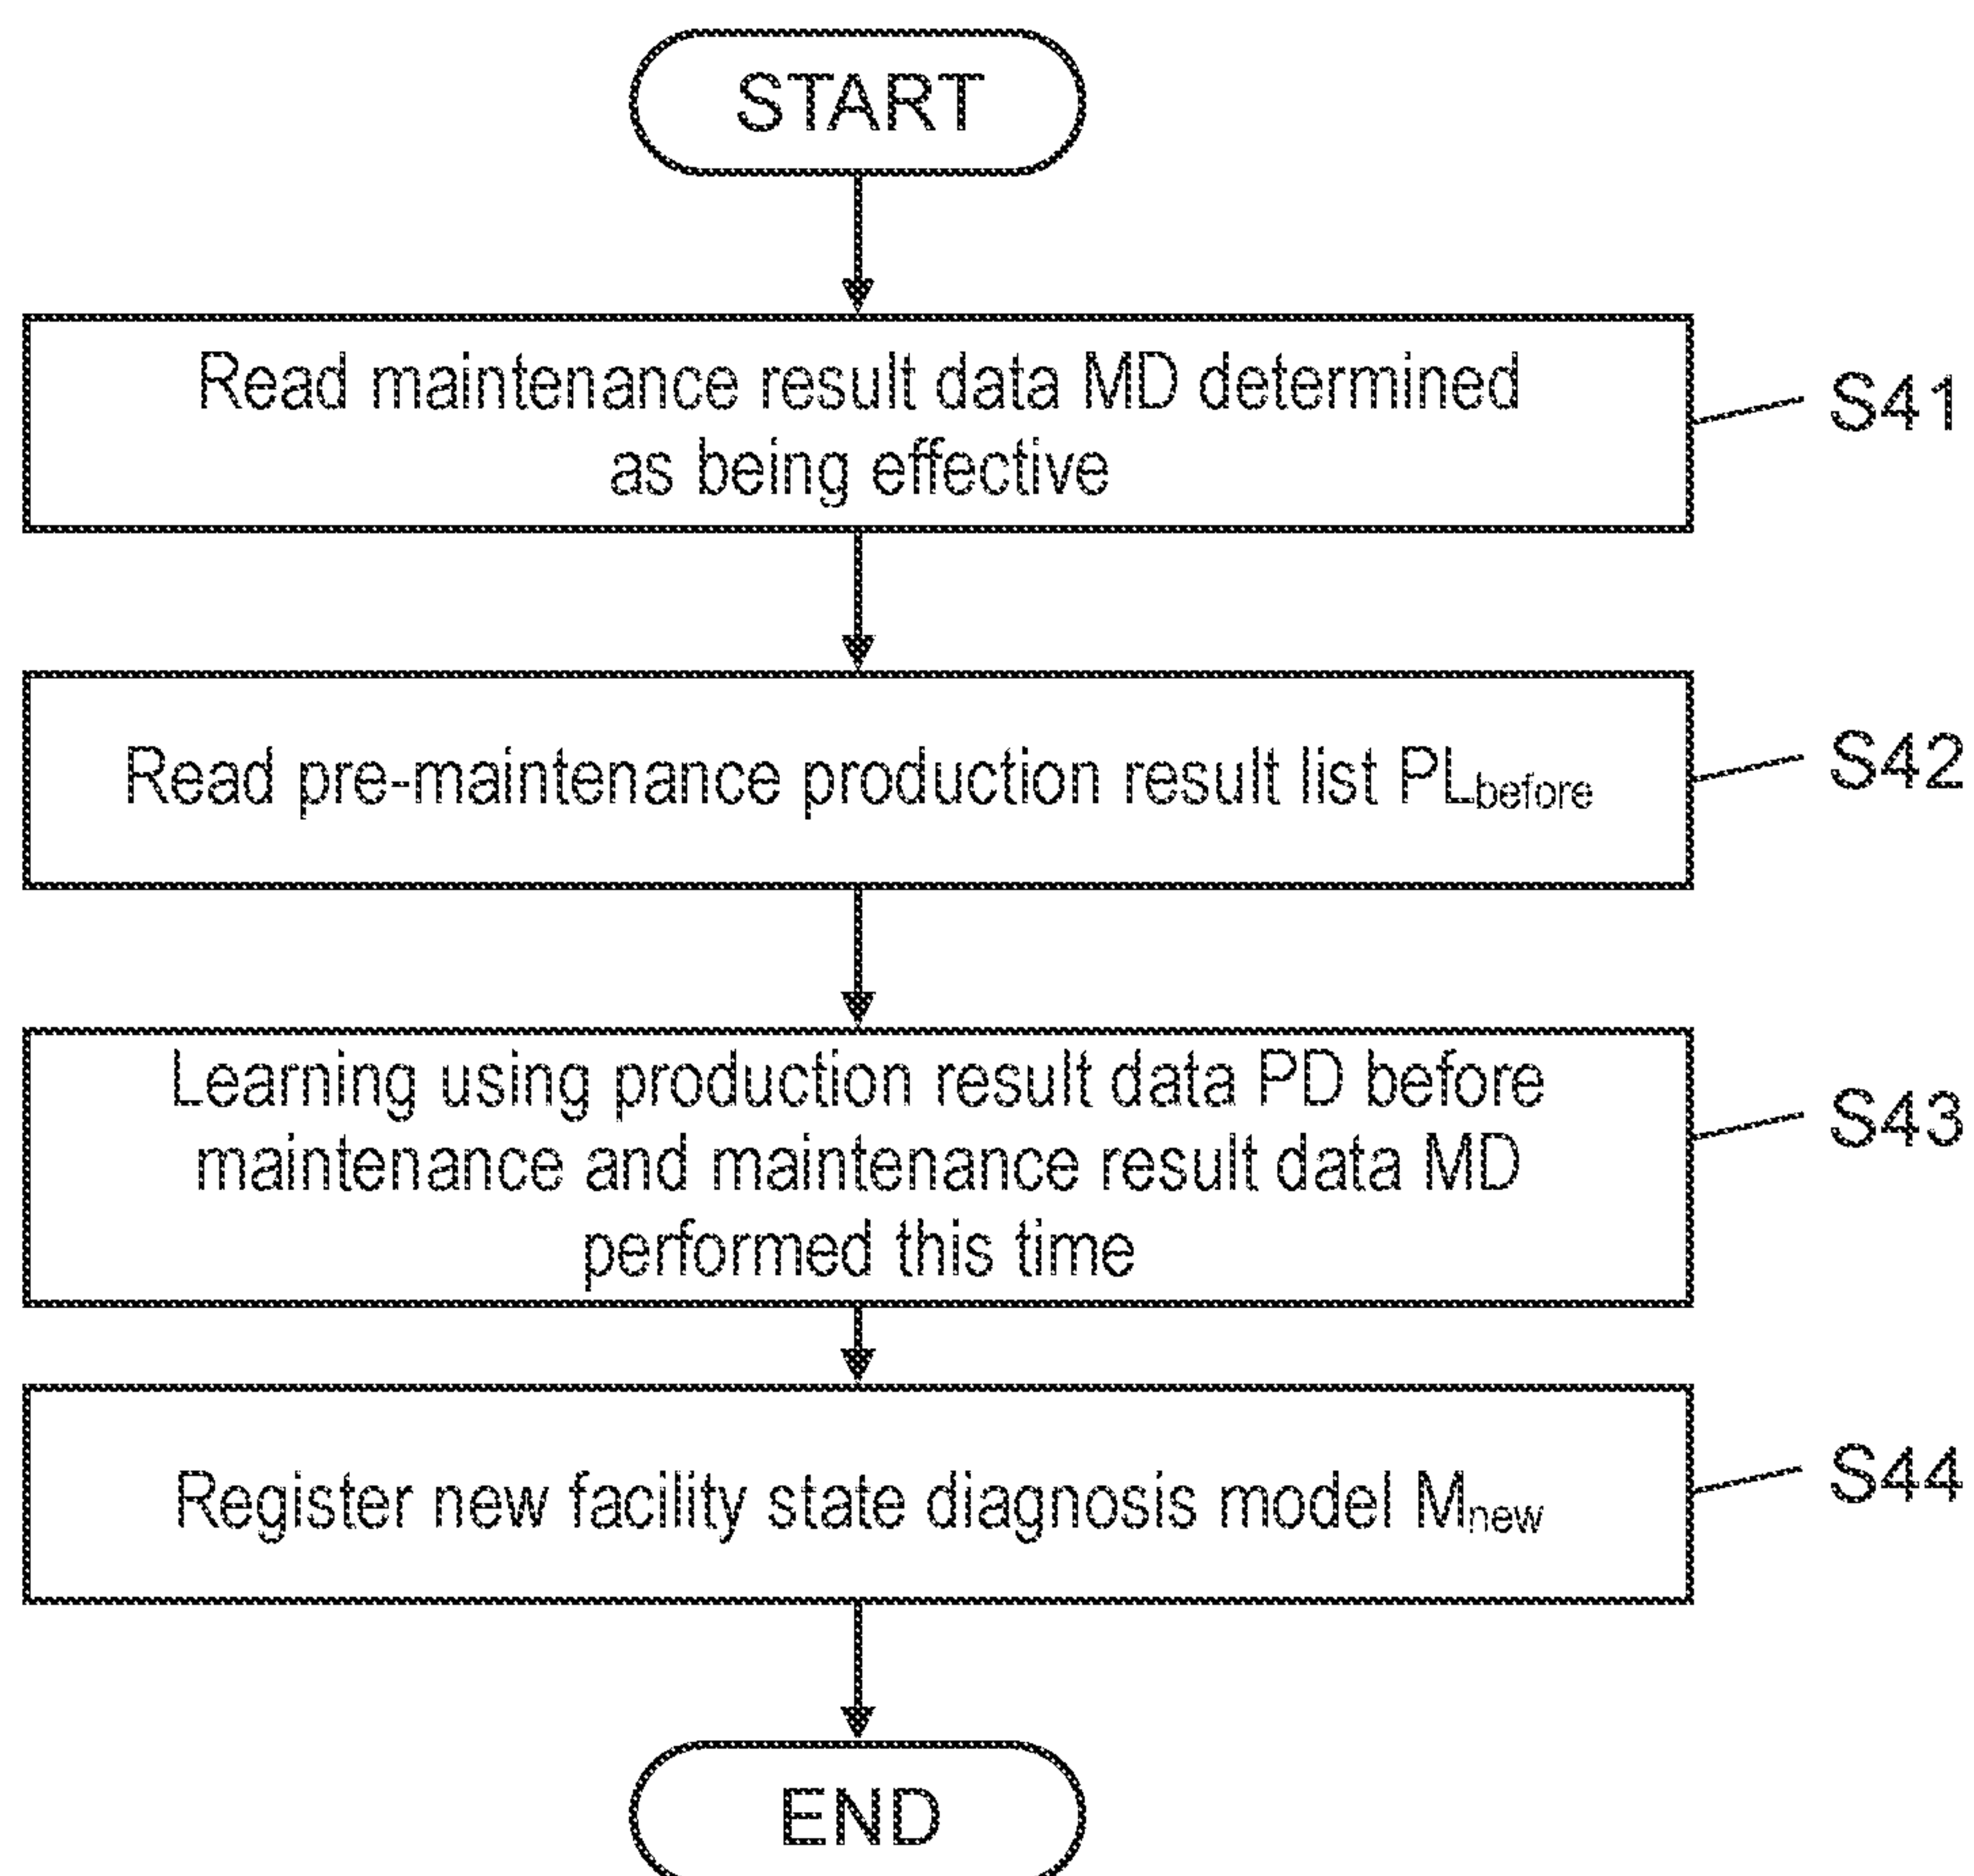 START
Read maintenance result data MD determined
as being effective
S41
Read pre-maintenance production result list PLbefore
S42
Learning using production result data PD before
maintenance and maintenance result data MD
performed this time
S43
Register new facility state diagnosis model Mnew
S44
END